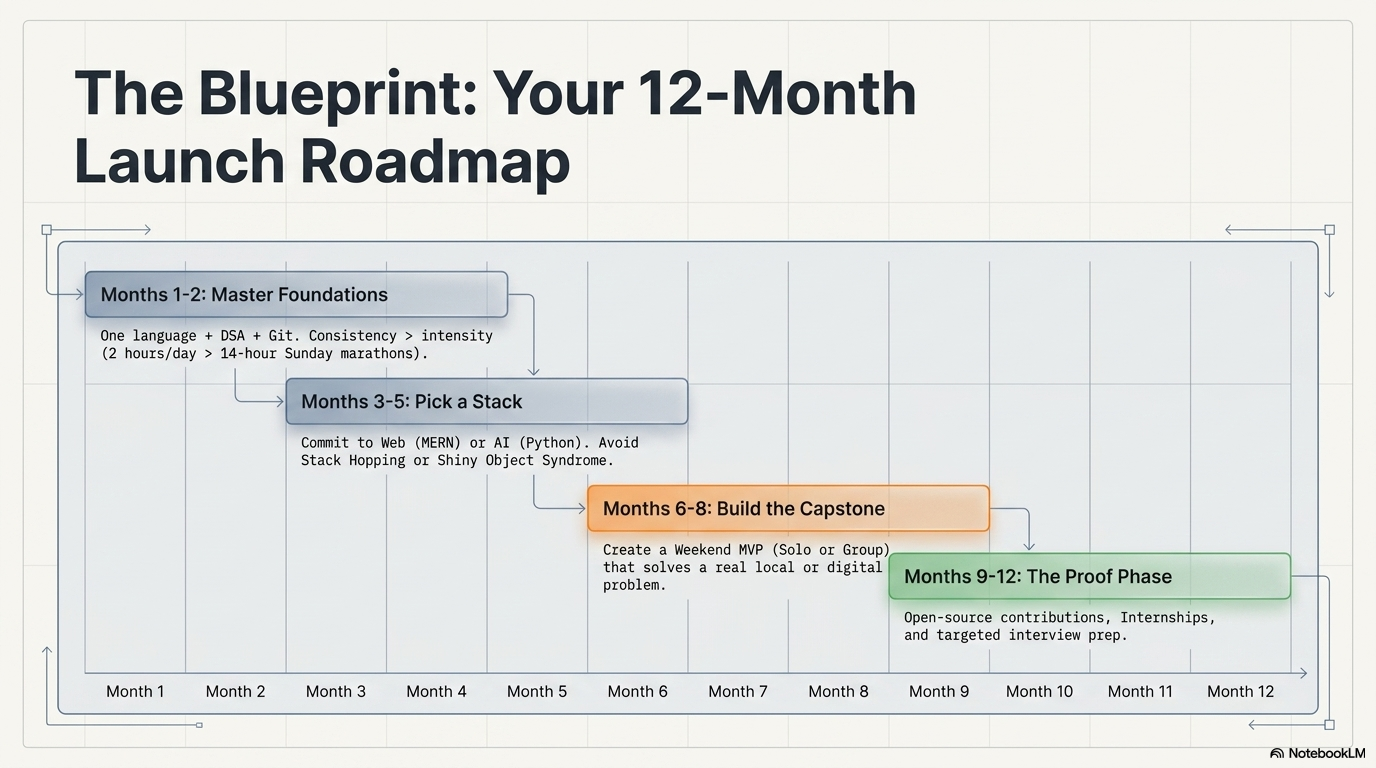 The Blueprint: Your 12-Month
Launch Roadmap
Months 1-2: Master Foundations
One language + DSA + Git. Consistency > intensity
(2 hours/day > 14-hour Sunday marathons).
Months 3-5: Pick a Stack
Commit to Web (MERN) or AI (Python). Avoid
Stack Hopping or Shiny Object Syndrome.
Months 6-8: Build the Capstone
Create a Weekend MVP (Solo or Group)
that solves a real local or digital
problem.
Months 9-12: The Proof Phase
Open-source contributions, Internships,
and targeted interview prep.
Month 1 Month 2 Month 3 Month 4 Month 5 Month 6 Month 7 Month 8 Month 9 Month 10 Month 11 Month 12
NotebookLM